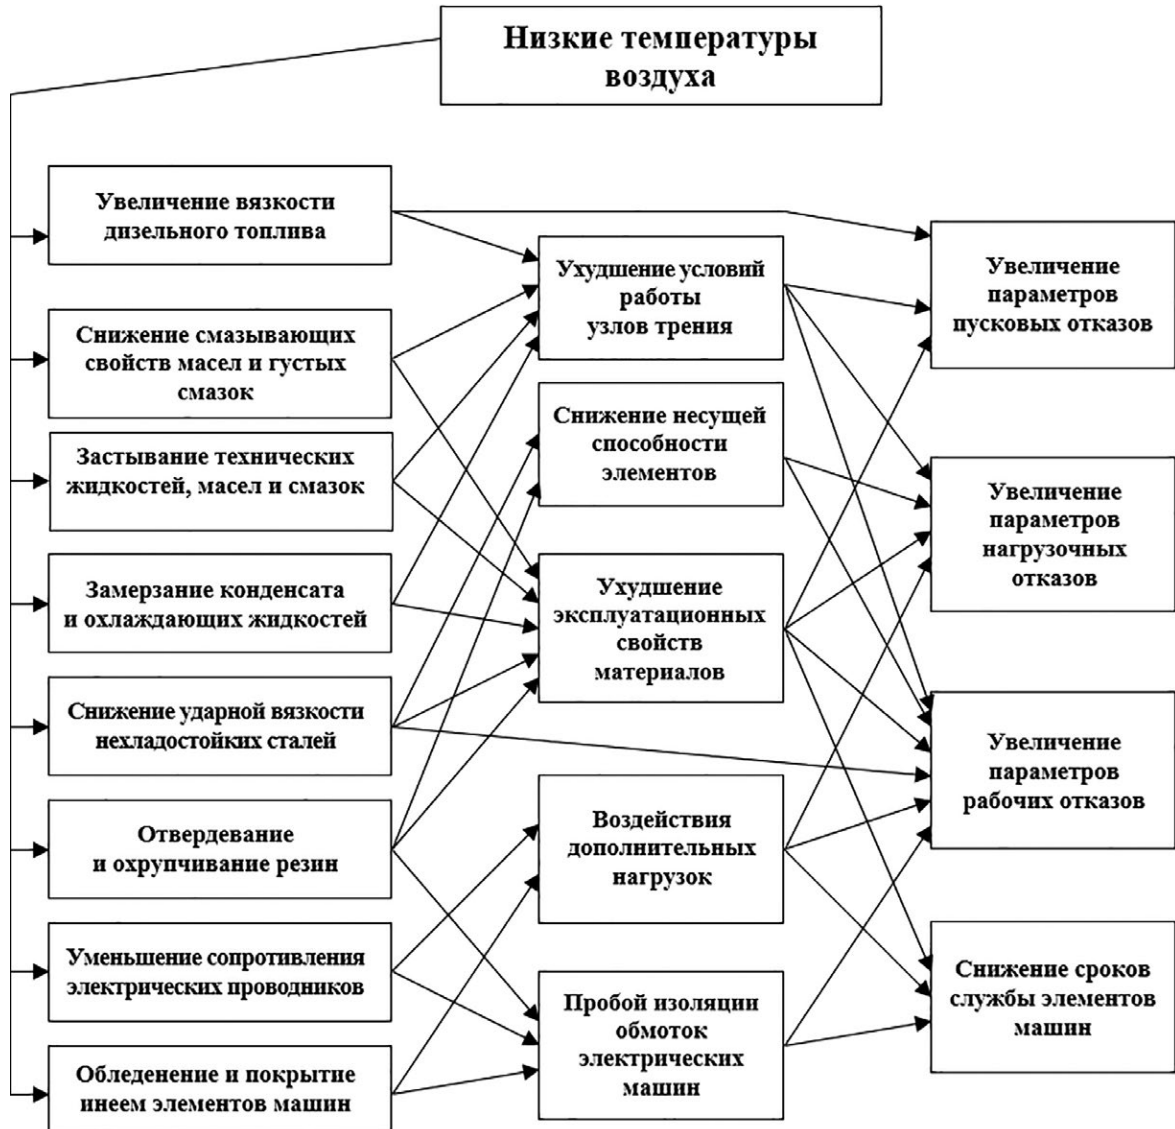 Низкие температуры
воздуха
Увеличение вязкости
дизельного топлива
Снижение смазывающих
свойств масел и густых
смазок
Застывание технических
жидкостей, масел и смазок
Замерзание конденсата
и охлаждающих жидкостей
Снижение ударной вязкости
нехладостойких сталей
Отвердевание
и охрупчивание резин
Уменьшение сопротивления
электрических проводников
Обледенение и покрытие
инеем элементов машин
Ухудшение условий
работы
узлов трения
Снижение несущей
способности
элементов
Ухудшение
эксплуатационных
свойств
материалов
Воздействия
дополнительных
нагрузок
Пробой изоляции
обмоток
электрических
машин
Увеличение
параметров
пусковых отказов
Увеличение
параметров
нагрузочных
отказов
Увеличение
параметров
рабочих отказов
Снижение сроков
службы элементов
машин